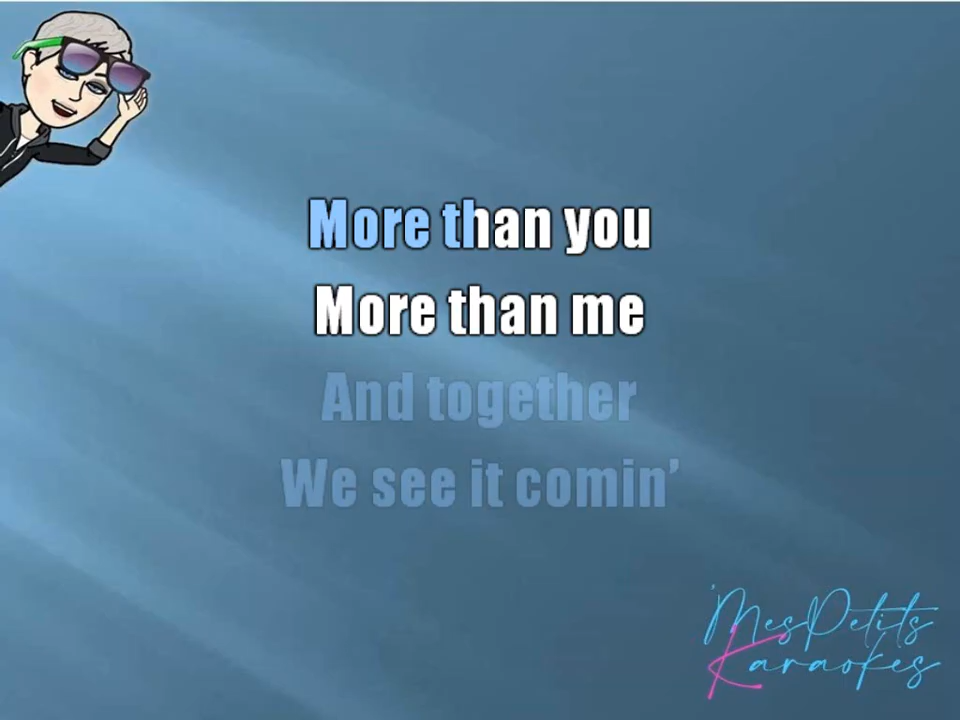 More than you
More than me
And together
We see it comin’
MesPetits
Karaokes